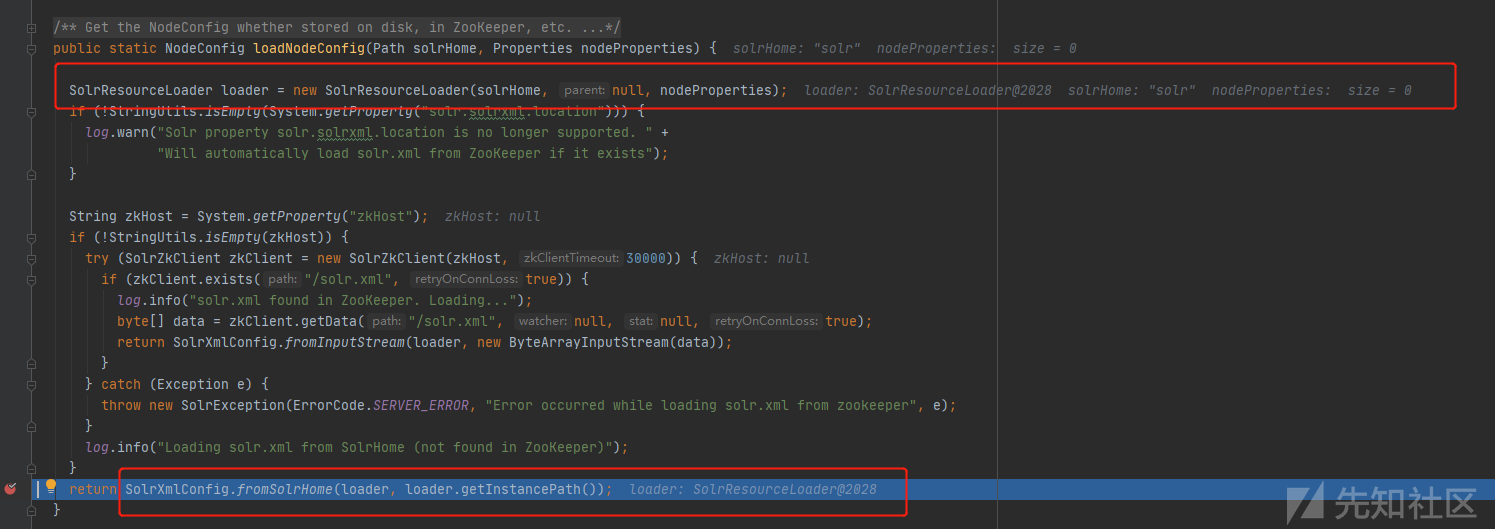 /** Get the NodeConfig whether stored on disk, in ZooKeeper, etc. ...*/
public static NodeConfig loadNodeConfig(Path solrHome, Properties nodeProperties) {  solrHome: "solr"  nodeProperties:  size = 0
SolrResourceLoader loader = new SolrResourceLoader(solrHome, parent: null, nodeProperties);  loader: SolrResourceLoader@2028  solrHome: "solr"  nodeProperties:  size = 0
if (!StringUtils.isEmpty(System.getProperty("solr.solrxml.location"))) {
log.warn("Solr property solr.solrxml.location is no longer supported. " +
"Will automatically load solr.xml from ZooKeeper if it exists");
}
String zkHost = System.getProperty("zkHost");  zkHost: null
if (!StringUtils.isEmpty(zkHost)) {
try (SolrZkClient zkClient = new SolrZkClient(zkHost, zkClientTimeout: 30000)) {  zkHost: null
if (zkClient.exists( path: "/solr.xml", retryOnConnLoss: true)) {
log.info("solr.xml found in ZooKeeper. Loading...");
byte[] data = zkClient.getData( path: "/solr.xml", watcher: null, stat: null, retryOnConnLoss: true);
return SolrXmlConfig.fromInputStream(loader, new ByteArrayInputStream(data));
}
} catch (Exception e) {
throw new SolrException(ErrorCode.SERVER_ERROR, "Error occurred while loading solr.xml from zookeeper", e);
}
log.info("Loading solr.xml from SolrHome (not found in ZooKeeper)");
}
return SolrXmlConfig.fromSolrHome(loader, loader.getInstancePath());  loader: SolrResourceLoader@2028
}
先知社区